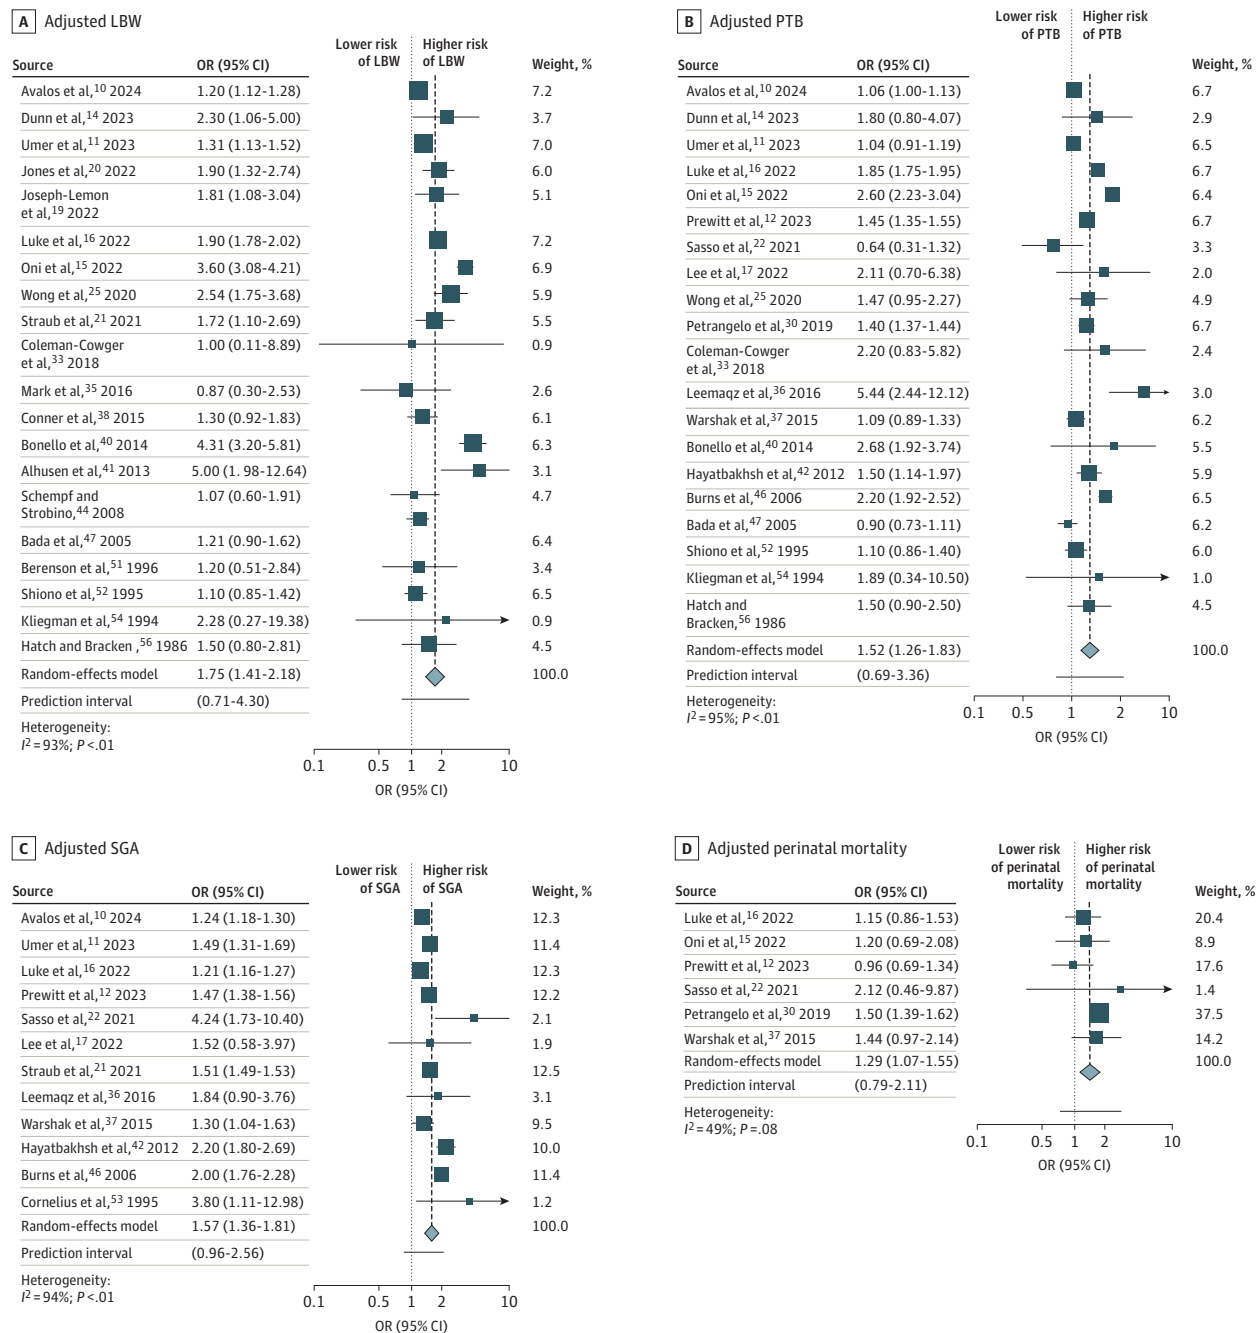 A Adjusted LBW
Lower risk of LBW Higher risk of LBW
Source OR (95% CI) Weight, %
Avalos et al,10 2024 1.20 (1.12-1.28) 7.2
Dunn et al,14 2023 2.30 (1.06-5.00) 3.7
Umer et al,11 2023 1.31 (1.13-1.52) 7.0
Jones et al,20 2022 1.90 (1.32-2.74) 6.0
Joseph-Lemon et al,19 2022 1.81 (1.08-3.04) 5.1
Luke et al,16 2022 1.90 (1.78-2.02) 7.2
Oni et al,15 2022 3.60 (3.08-4.21) 6.9
Wong et al,25 2020 2.54 (1.75-3.68) 5.9
Straub et al,21 2021 1.72 (1.10-2.69) 5.5
Coleman-Cowger et al,33 2018 1.00 (0.11-8.89) 0.9
Mark et al,35 2016 0.87 (0.30-2.53) 2.6
Conner et al,38 2015 1.30 (0.92-1.83) 6.1
Bonello et al,40 2014 4.31 (3.20-5.81) 6.3
Alhusen et al,41 2013 5.00 (1.98-12.64) 3.1
Schempf and Strobino,44 2008 1.07 (0.60-1.91) 4.7
Bada et al,47 2005 1.21 (0.90-1.62) 6.4
Berenson et al,51 1996 1.20 (0.51-2.84) 3.4
Shiono et al,52 1995 1.10 (0.85-1.42) 6.5
Kliegman et al,54 1994 2.28 (0.27-19.38) 0.9
Hatch and Bracken ,56 1986 1.50 (0.80-2.81) 4.5
Random-effects model 1.75 (1.41-2.18) 100.0
Prediction interval (0.71-4.30)
Heterogeneity:
I2 = 93%; P <.01
0.1 0.5 1 2 10
OR (95% CI)
B Adjusted PTB
Lower risk of PTB Higher risk of PTB
Source OR (95% CI) Weight, %
Avalos et al,10 2024 1.06 (1.00-1.13) 6.7
Dunn et al,14 2023 1.80 (0.80-4.07) 2.9
Umer et al,11 2023 1.04 (0.91-1.19) 6.5
Luke et al,16 2022 1.85 (1.75-1.95) 6.7
Oni et al,15 2022 2.60 (2.23-3.04) 6.4
Prewitt et al,12 2023 1.45 (1.35-1.55) 6.7
Sasso et al,22 2021 0.64 (0.31-1.32) 3.3
Lee et al,17 2022 2.11 (0.70-6.38) 2.0
Wong et al,25 2020 1.47 (0.95-2.27) 4.9
Petrangelo et al,30 2019 1.40 (1.37-1.44) 6.7
Coleman-Cowger et al,33 2018 2.20 (0.83-5.82) 2.4
Leemaqz et al,36 2016 5.44 (2.44-12.12) 3.0
Warshak et al,37 2015 1.09 (0.89-1.33) 6.2
Bonello et al,40 2014 2.68 (1.92-3.74) 5.5
Hayatbakhsh et al,42 2012 1.50 (1.14-1.97) 5.9
Burns et al,46 2006 2.20 (1.92-2.52) 6.5
Bada et al,47 2005 0.90 (0.73-1.11) 6.2
Shiono et al,52 1995 1.10 (0.86-1.40) 6.0
Kliegman et al,54 1994 1.89 (0.34-10.50) 1.0
Hatch and Bracken,56 1986 1.50 (0.90-2.50) 4.5
Random-effects model 1.52 (1.26-1.83) 100.0
Prediction interval (0.69-3.36)
Heterogeneity:
I2 = 95%; P <.01
0.1 0.5 1 2 10
OR (95% CI)
C Adjusted SGA
Lower risk of SGA Higher risk of SGA
Source OR (95% CI) Weight, %
Avalos et al,10 2024 1.24 (1.18-1.30) 12.3
Umer et al,11 2023 1.49 (1.31-1.69) 11.4
Luke et al,16 2022 1.21 (1.16-1.27) 12.3
Prewitt et al,12 2023 1.47 (1.38-1.56) 12.2
Sasso et al,22 2021 4.24 (1.73-10.40) 2.1
Lee et al,17 2022 1.52 (0.58-3.97) 1.9
Straub et al,21 2021 1.51 (1.49-1.53) 12.5
Leemaqz et al,36 2016 1.84 (0.90-3.76) 3.1
Warshak et al,37 2015 1.30 (1.04-1.63) 9.5
Hayatbakhsh et al,42 2012 2.20 (1.80-2.69) 10.0
Burns et al,46 2006 2.00 (1.76-2.28) 11.4
Cornelius et al,53 1995 3.80 (1.11-12.98) 1.2
Random-effects model 1.57 (1.36-1.81) 100.0
Prediction interval (0.96-2.56)
Heterogeneity:
I2 = 94%; P <.01
0.1 0.5 1 2 10
OR (95% CI)
D Adjusted perinatal mortality
Lower risk of perinatal mortality Higher risk of perinatal mortality
Source OR (95% CI) Weight, %
Luke et al,16 2022 1.15 (0.86-1.53) 20.4
Oni et al,15 2022 1.20 (0.69-2.08) 8.9
Prewitt et al,12 2023 0.96 (0.69-1.34) 17.6
Sasso et al,22 2021 2.12 (0.46-9.87) 1.4
Petrangelo et al,30 2019 1.50 (1.39-1.62) 37.5
Warshak et al,37 2015 1.44 (0.97-2.14) 14.2
Random-effects model 1.29 (1.07-1.55) 100.0
Prediction interval (0.79-2.11)
Heterogeneity:
I2 = 49%; P =.08
0.1 0.5 1 2 10
OR (95% CI)